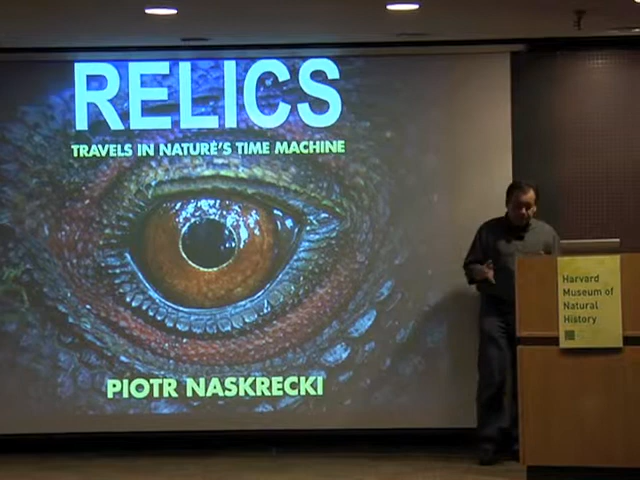 RELICS
TRAVELS IN NATURE'S TIME MACHINE
PIOTR NASKRECKI
Harvard
Museum of
Natural
History